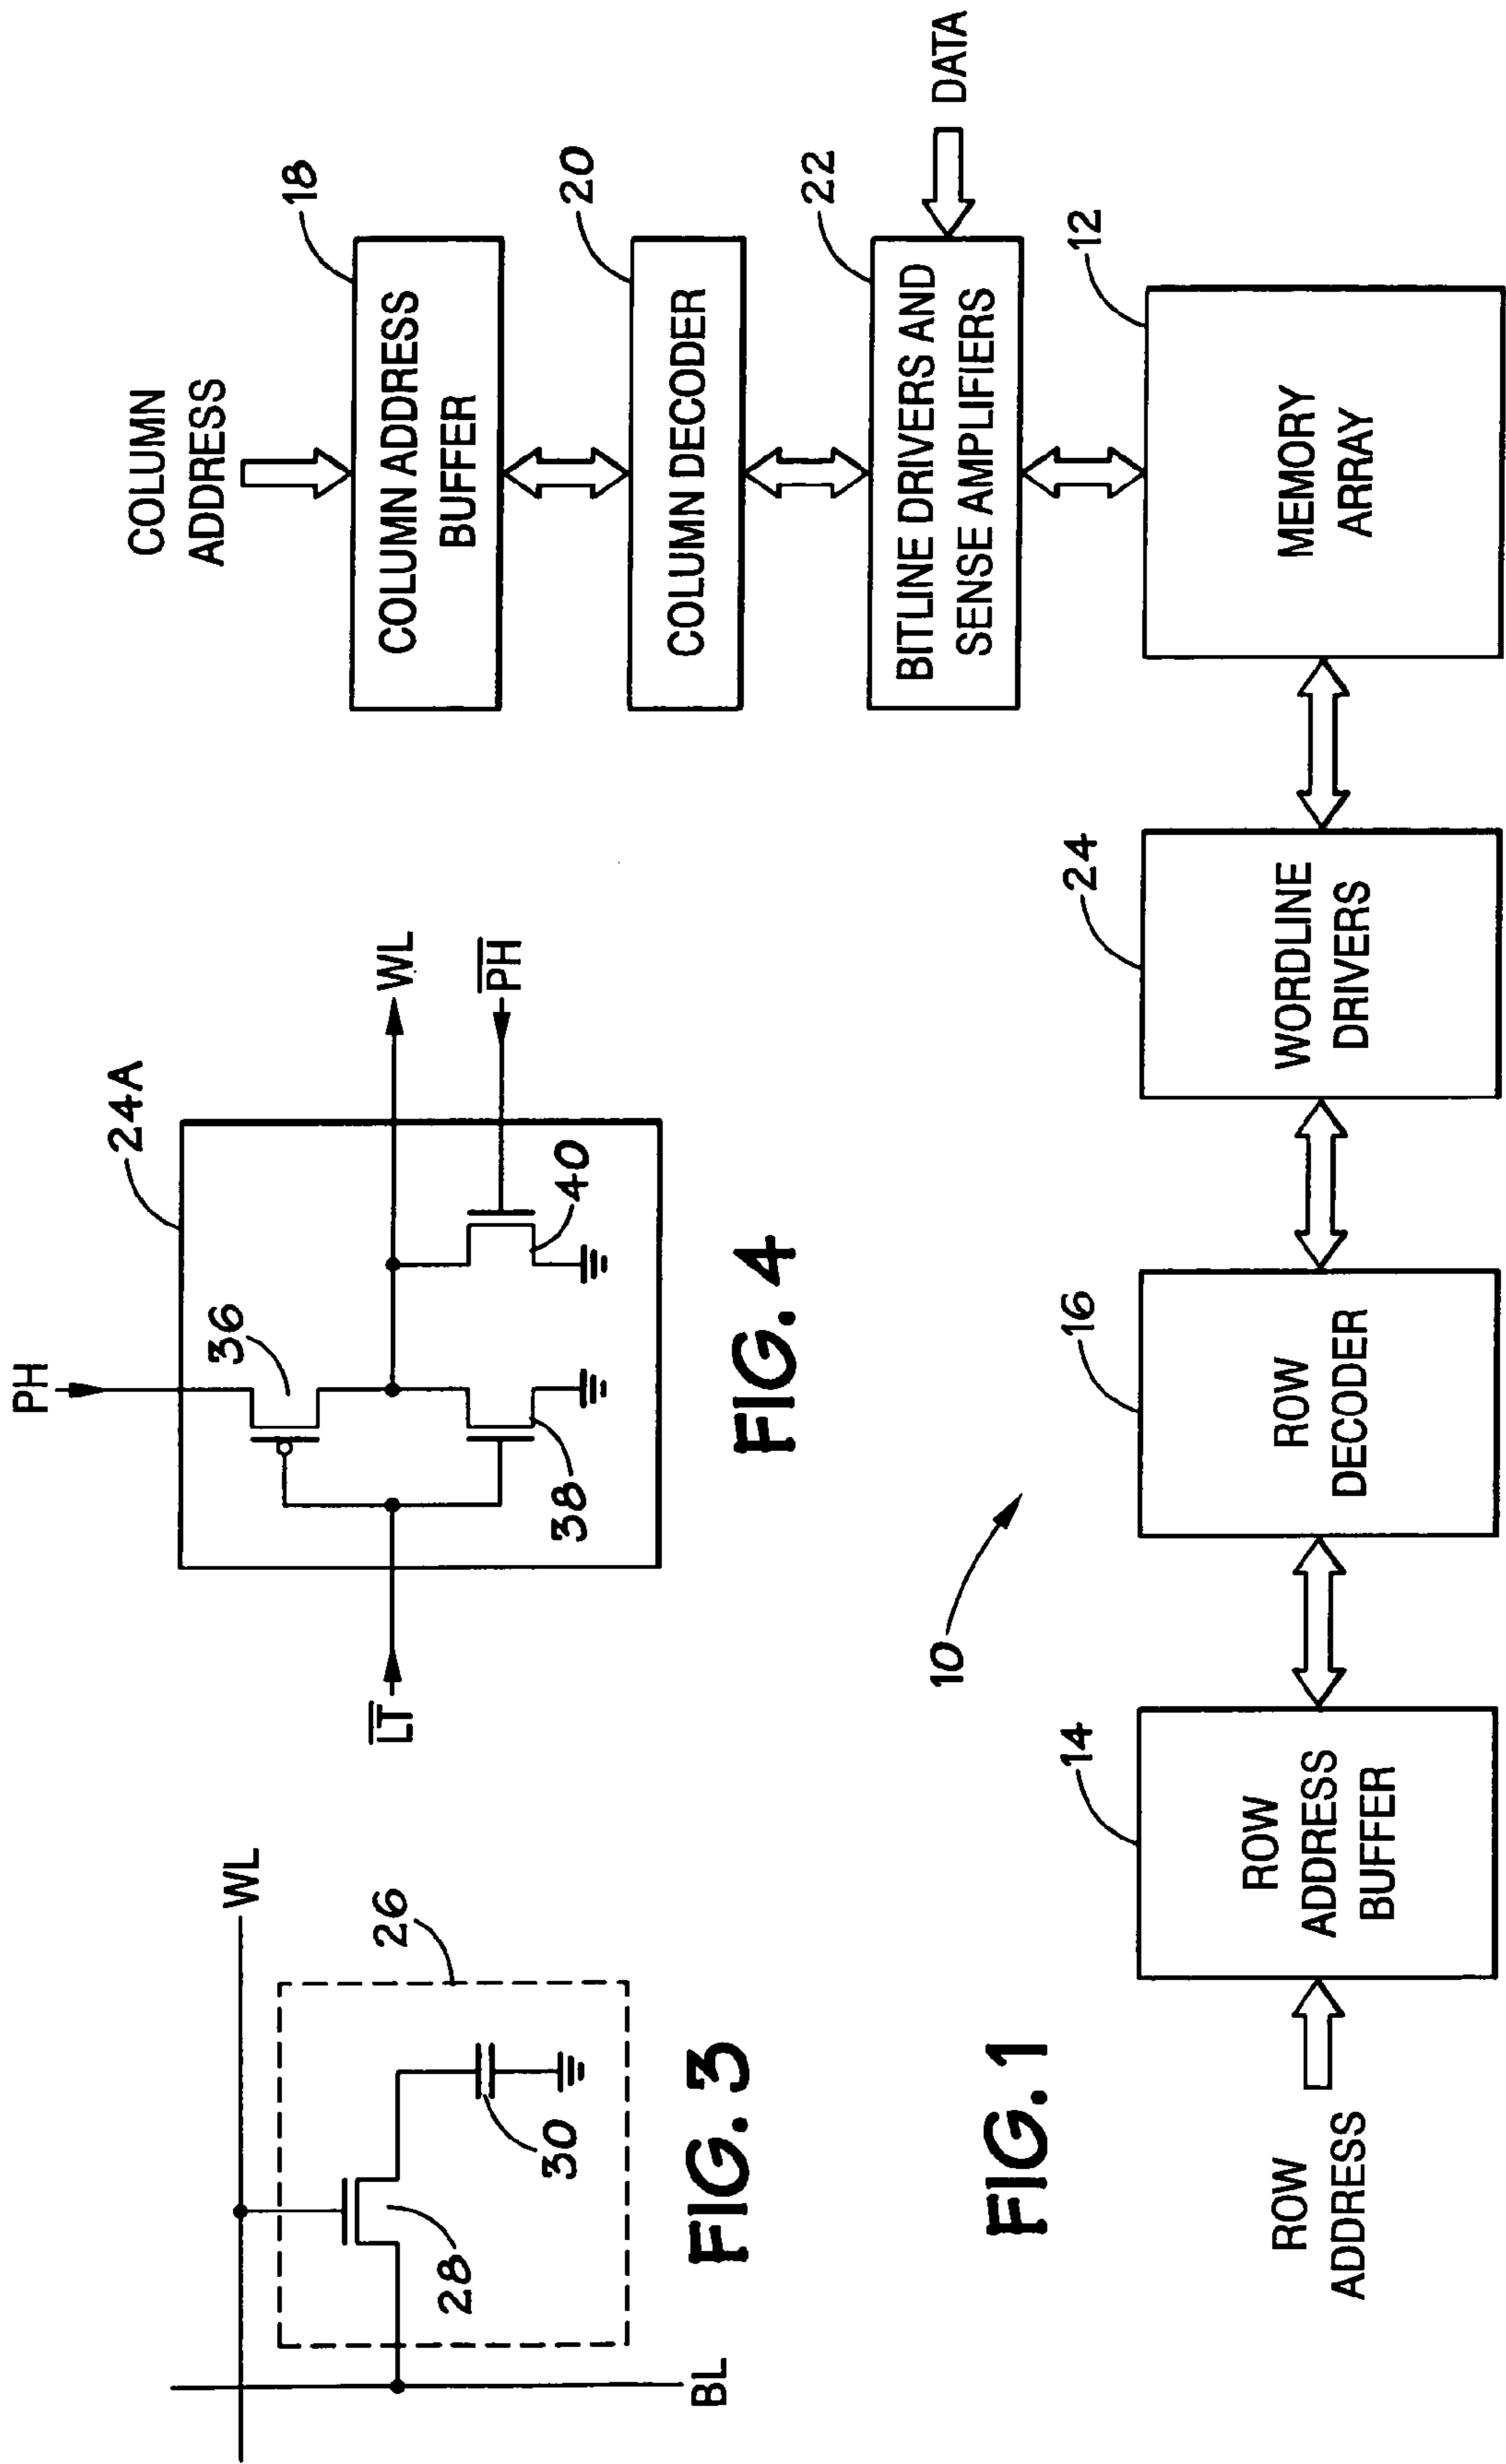 WL
26
28
30
BL
FIG. 3
PH
24A
36
L̅T̅
WL
38
40
P̅H̅
FIG. 4
COLUMN
ADDRESS
18
COLUMN ADDRESS
BUFFER
20
COLUMN DECODER
22
BITLINE DRIVERS AND
SENSE AMPLIFIERS
DATA
10
14
ROW
ADDRESS
BUFFER
16
ROW
DECODER
24
WORDLINE
DRIVERS
12
MEMORY
ARRAY
ROW
ADDRESS
FIG. 1